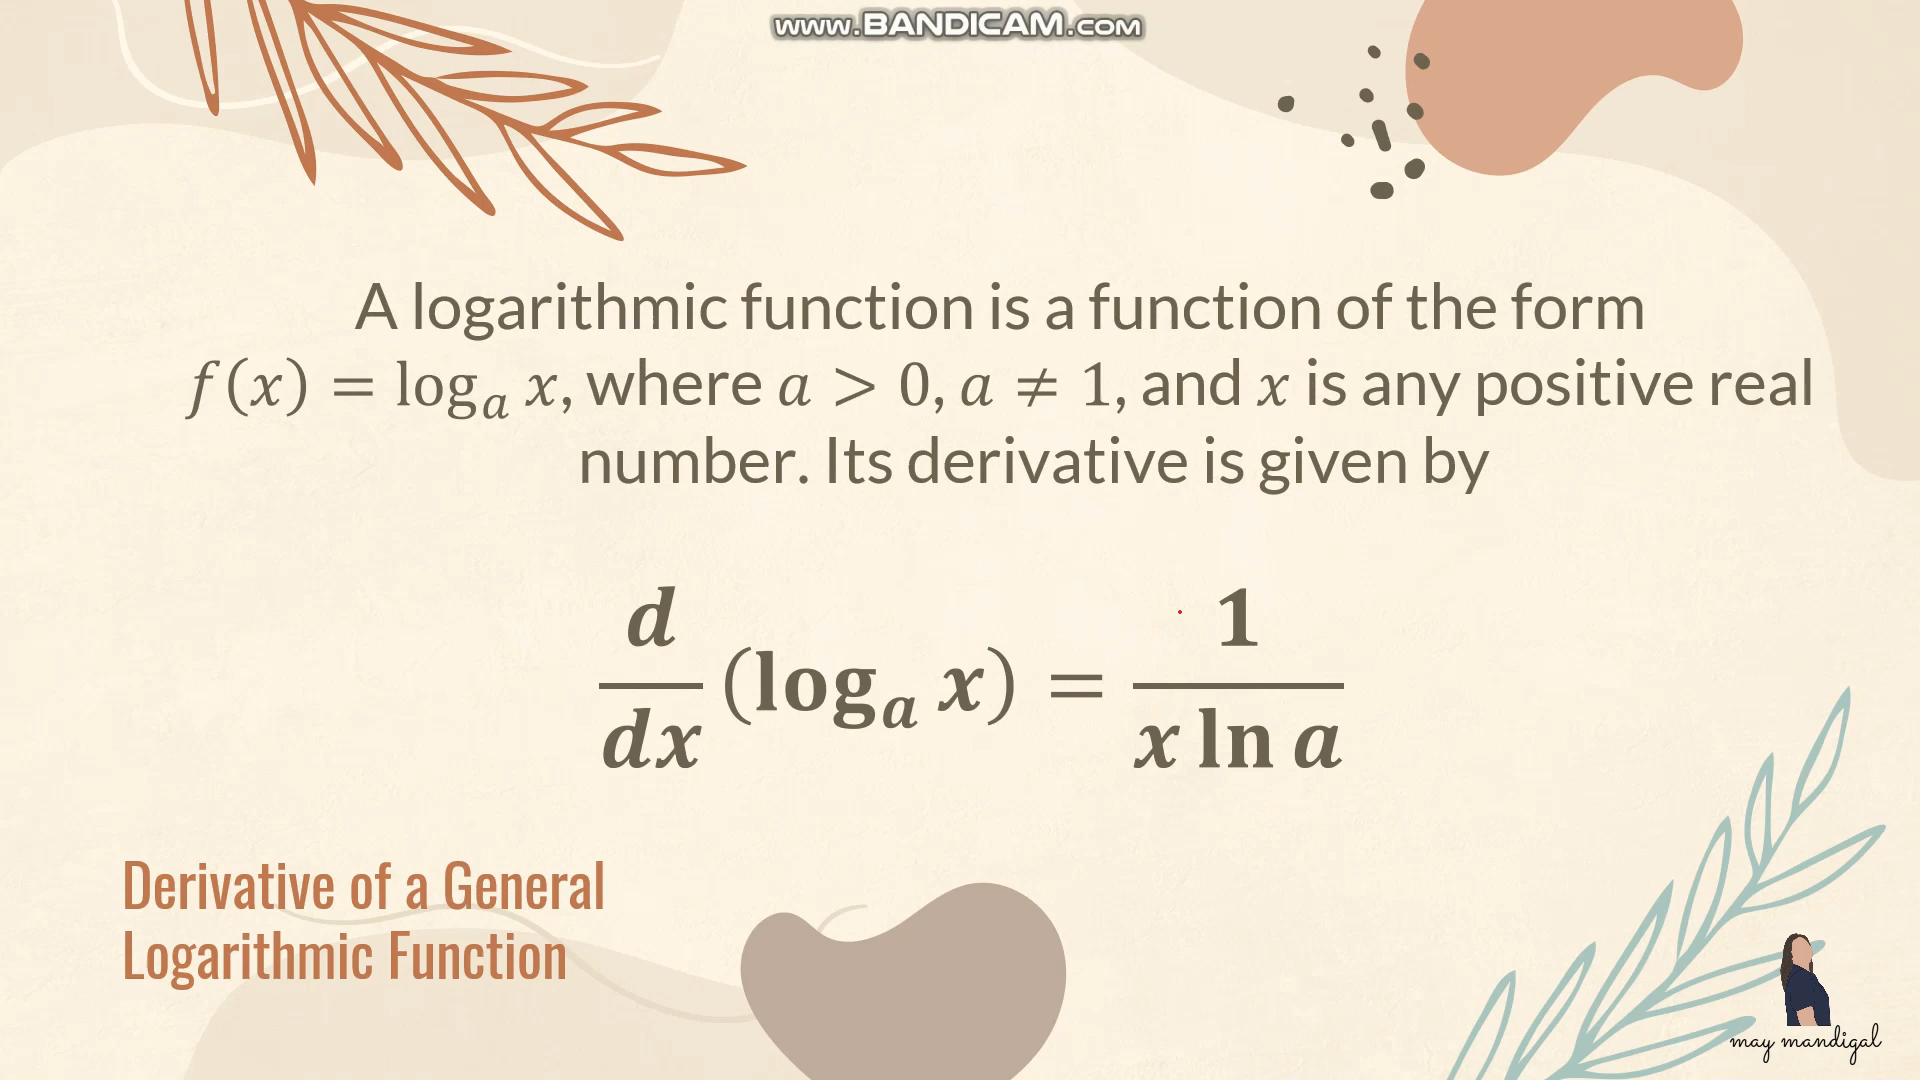 www.BANDICAM.com
A logarithmic function is a function of the form
f(x) = logₐ x, where a > 0, a ≠ 1, and x is any positive real
number. Its derivative is given by
d/dx (logₐ x) = 1/(x ln a)
Derivative of a General
Logarithmic Function
may mandigal